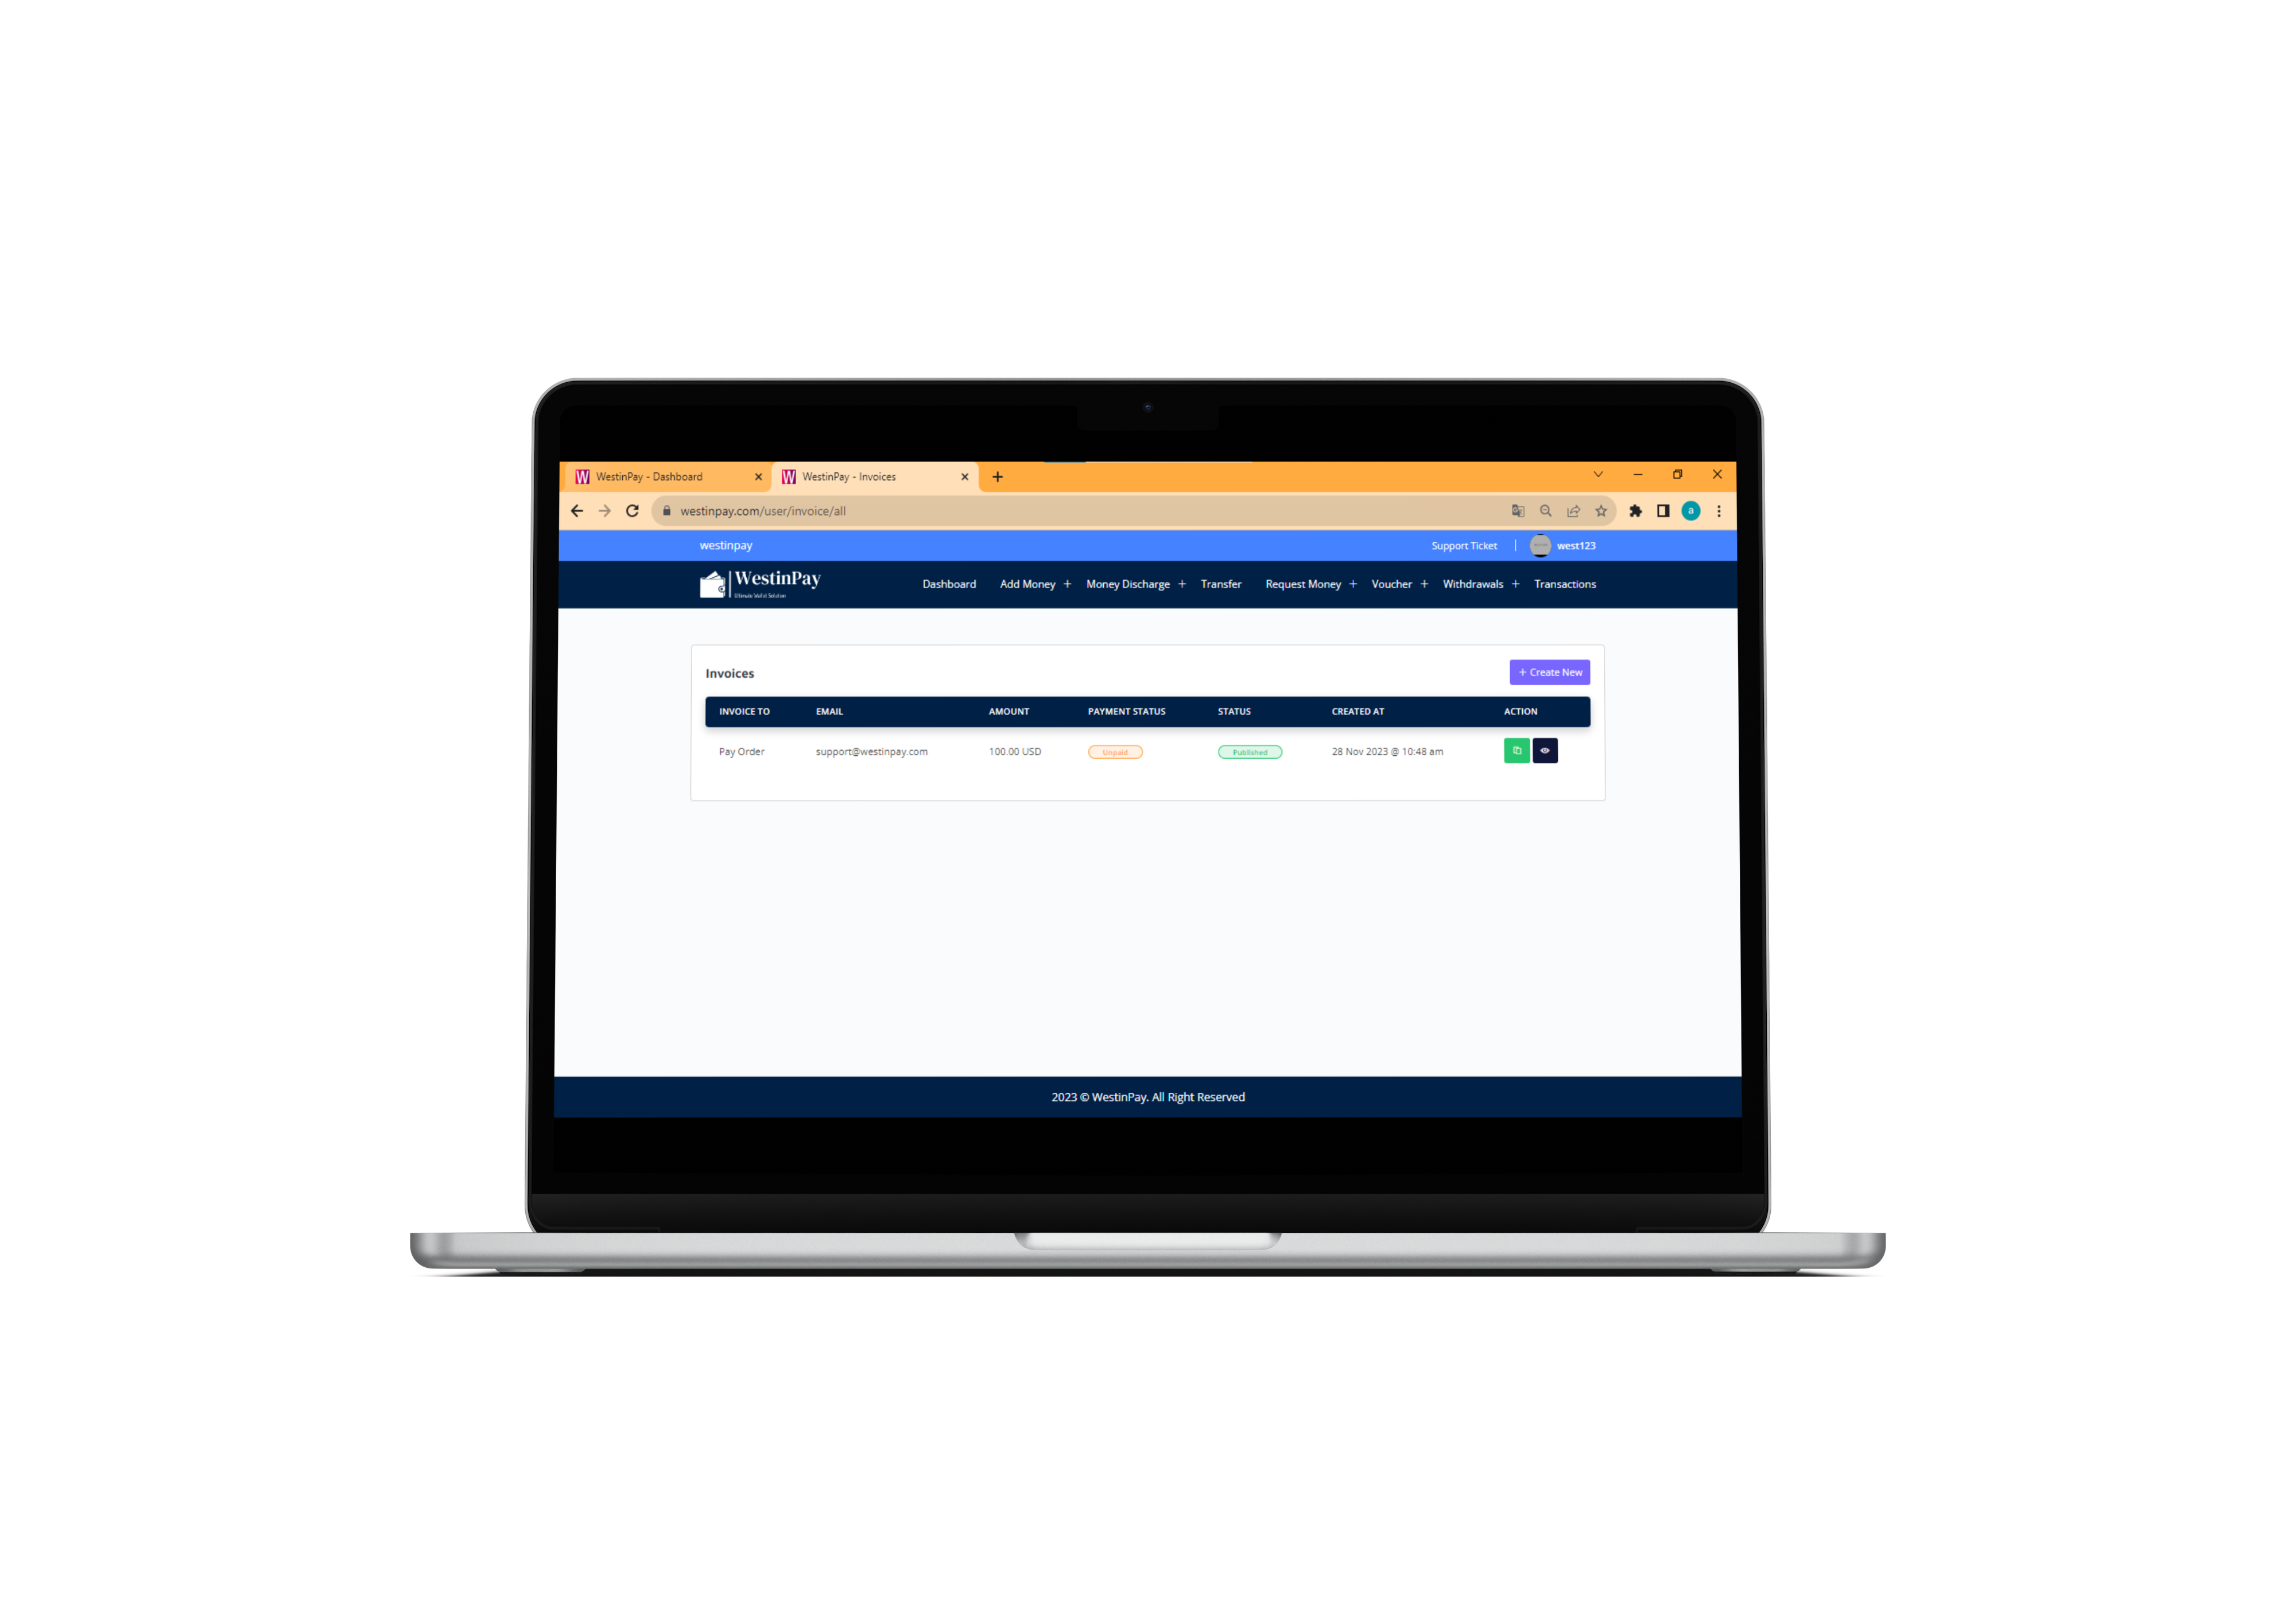 WestinPay - Dashboard
WestinPay - Invoices
westinpay.com/user/invoice/all
a
westinpay
Support Ticket
west123
WestinPay
Ultimate Wallet Solution
Dashboard
Add Money +
Money Discharge +
Transfer
Request Money +
Voucher +
Withdrawals +
Transactions
Invoices
+ Create New
INVOICE TO EMAIL AMOUNT PAYMENT STATUS STATUS CREATED AT ACTION
Pay Order support@westinpay.com 100.00 USD Unpaid Published 28 Nov 2023 @ 10:48 am
2023 © WestinPay. All Right Reserved